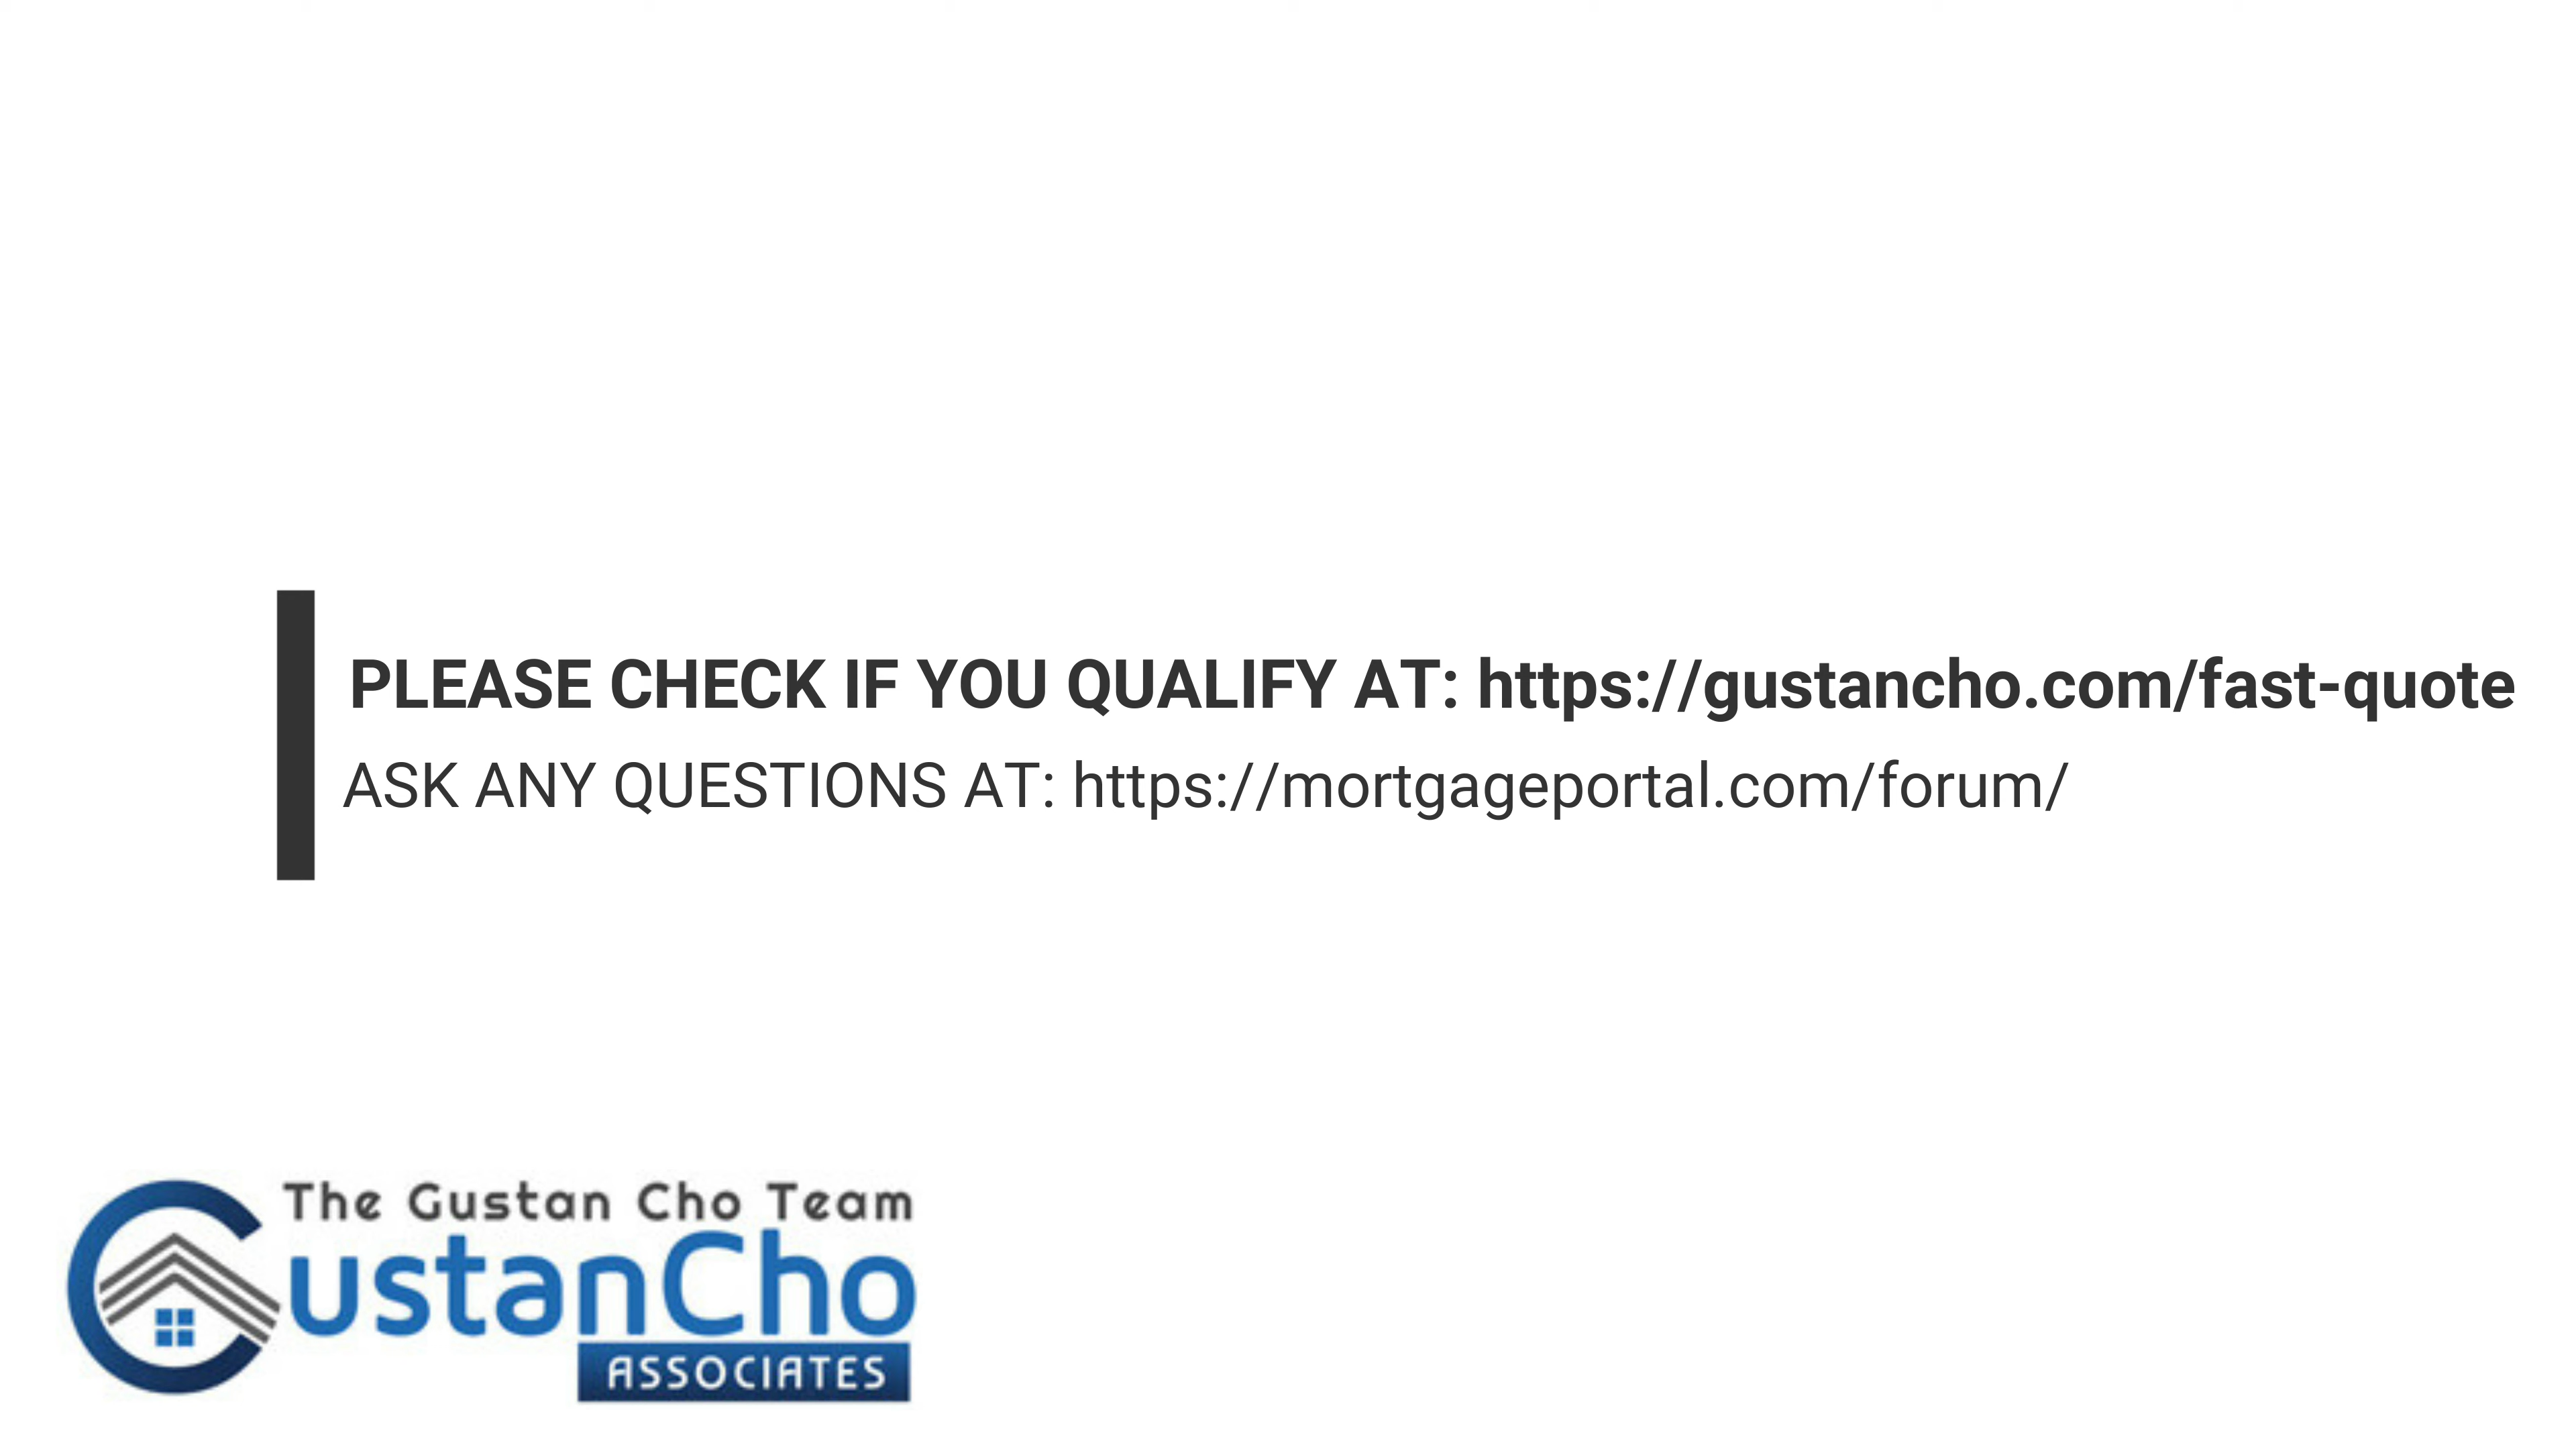 PLEASE CHECK IF YOU QUALIFY AT: https://gustancho.com/fast-quote
ASK ANY QUESTIONS AT: https://mortgageportal.com/forum/
The Gustan Cho Team
GustanCho
ASSOCIATES